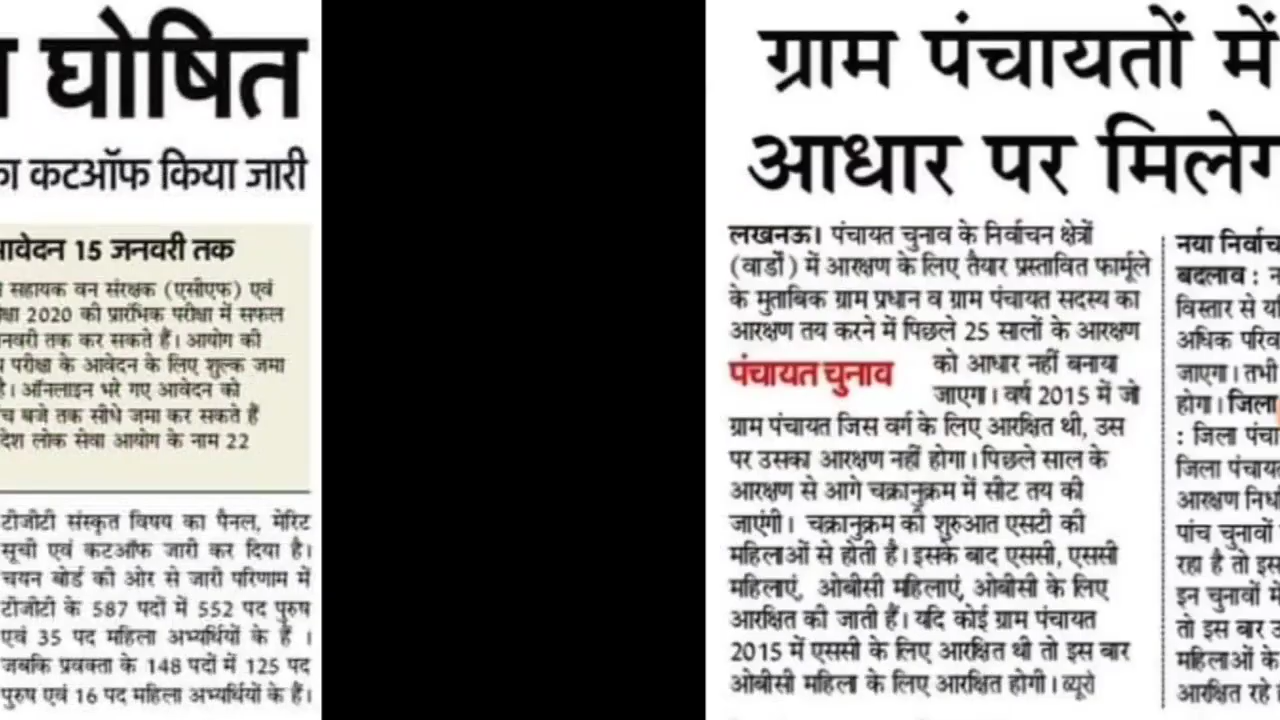 घोषित
कटऑफ किया जारी
आवेदन 15 जनवरी तक
सहायक वन संरक्षक (एसीएफ) एवं
2020 की प्रारंभिक परीक्षा में सफल
जनवरी तक कर सकते हैं। आयोग की
परीक्षा के आवेदन के लिए शुल्क जमा
है। ऑनलाइन भरे गए आवेदन को
बजे तक सीधे जमा कर सकते हैं
लोक सेवा आयोग के नाम 22
टीजीटी संस्कृत विषय का पैनल, मेरिट
सूची एवं कटऑफ जारी कर दिया है।
चयन बोर्ड की ओर से जारी परिणाम में
टीजीटी के 587 पदों में 552 पद पुरुष
एवं 35 पद महिला अभ्यर्थियों के हैं ।
जबकि प्रवक्ता के 148 पदों में 125 पद
पुरुष एवं 16 पद महिला अभ्यर्थियों के हैं।
ग्राम पंचायतों में
आधार पर
लखनऊ। पंचायत चुनाव के निर्वाचन क्षेत्रों
(वार्डों) में आरक्षण के लिए तैयार प्रस्तावित फार्मूले
के मुताबिक ग्राम प्रधान व ग्राम पंचायत सदस्य का
आरक्षण तय करने में पिछले 25 सालों के आरक्षण
पंचायत चुनाव
को आधार नहीं बनाया
जाएगा। वर्ष 2015 में जो
ग्राम पंचायत जिस वर्ग के लिए आरक्षित थी, उस
पर उसका आरक्षण नहीं होगा। पिछले साल के
आरक्षण से आगे चक्रानुक्रम में सीट तय की
जाएंगी। चक्रानुक्रम की शुरुआत एसटी की
महिलाओं से होती है। इसके बाद एससी, एससी
महिलाएं, ओबीसी महिलाएं, ओबीसी के लिए
आरक्षित की जाती हैं। यदि कोई ग्राम पंचायत
2015 में एससी के लिए आरक्षित थी तो इस बार
ओबीसी महिला के लिए आरक्षित होगी। ब्यूरो
नया
बदलाव :
विस्तार से
अधिक
जाएगा। तभी
होगा। जिला
: जिला
जिला
आरक्षण
पांच चुनावों
रहा है तो
इन चुनावों
तो इस बार
महिलाओं के
आरक्षित रहे